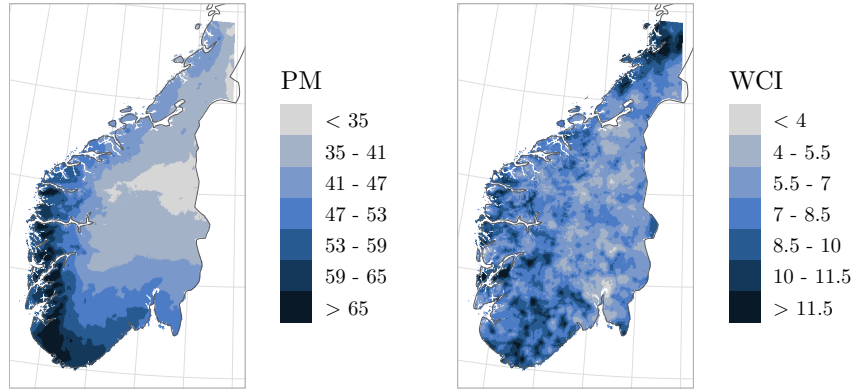 PM
< 35
35 - 41
41 - 47
47 - 53
53 - 59
59 - 65
> 65
WCI
< 4
4 - 5.5
5.5 - 7
7 - 8.5
8.5 - 10
10 - 11.5
> 11.5